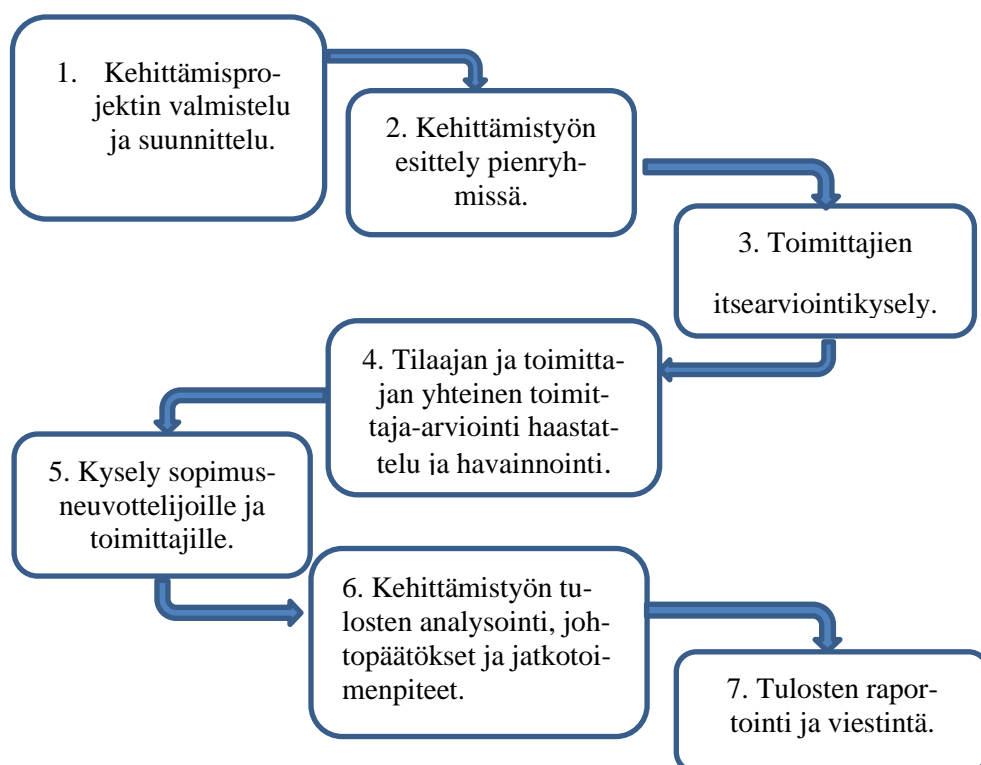 1. Kehittämispro-
jektin valmistelu
ja suunnittelu.
2. Kehittämistyön
esittely pienryh-
missä.
3. Toimittajien
itsearviointikysely.
4. Tilaajan ja toimitta-
jan yhteinen toimit-
taja-arviointi haastat-
telu ja havainnointi.
5. Kysely sopimus-
neuvottelijoille ja
toimittajille.
6. Kehittämistyön tu-
losten analysointi, joh-
topäätökset ja jatkotoi-
menpiteet.
7. Tulosten rapor-
tointi ja viestintä.